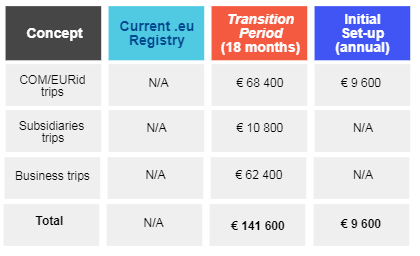 Concept
Current .eu
Registry
Transition
Period
(18 months)
Initial
Set-up
(annual)
COM/EURid
trips
N/A
€ 68 400
€ 9 600
Subsidiaries
trips
N/A
€ 10 800
N/A
Business trips
N/A
€ 62 400
N/A
Total
N/A
€ 141 600
€ 9 600